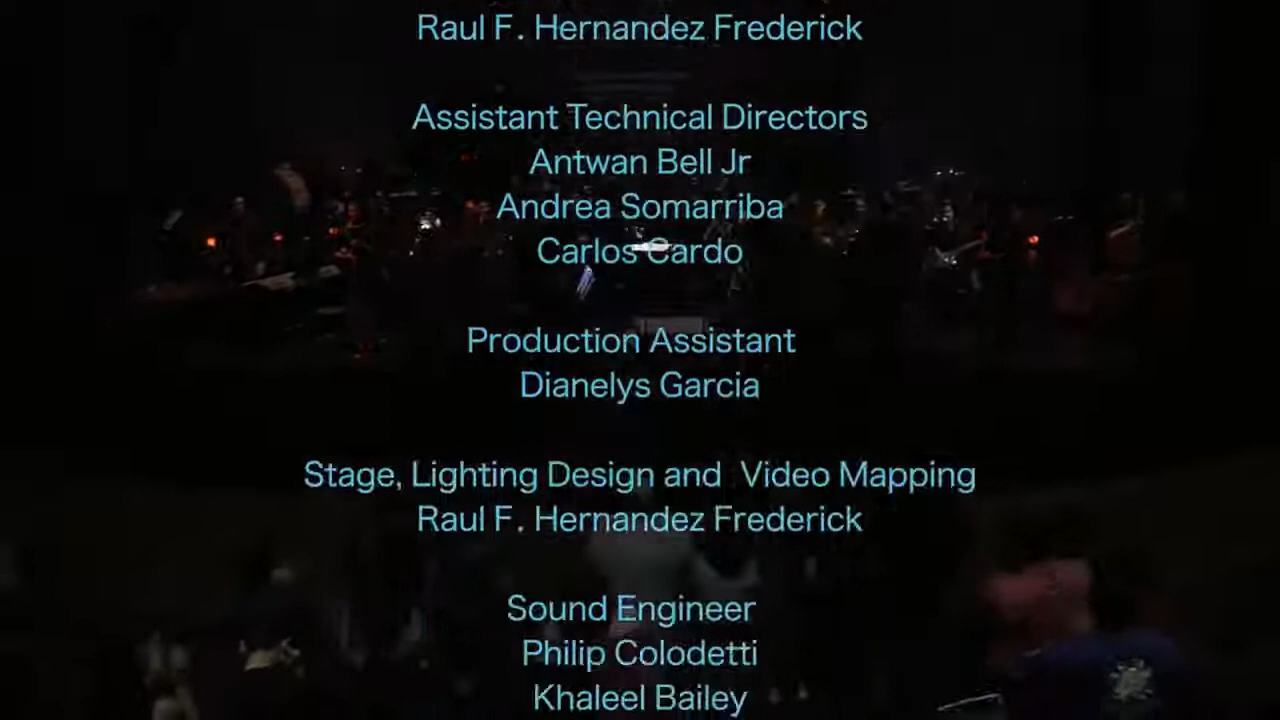 Raul F. Hernandez Frederick
Assistant Technical Directors
Antwan Bell Jr
Andrea Somarriba
Carlos Cardo
Production Assistant
Dianelys Garcia
Stage, Lighting Design and  Video Mapping
Raul F. Hernandez Frederick
Sound Engineer
Philip Colodetti
Khaleel Bailey